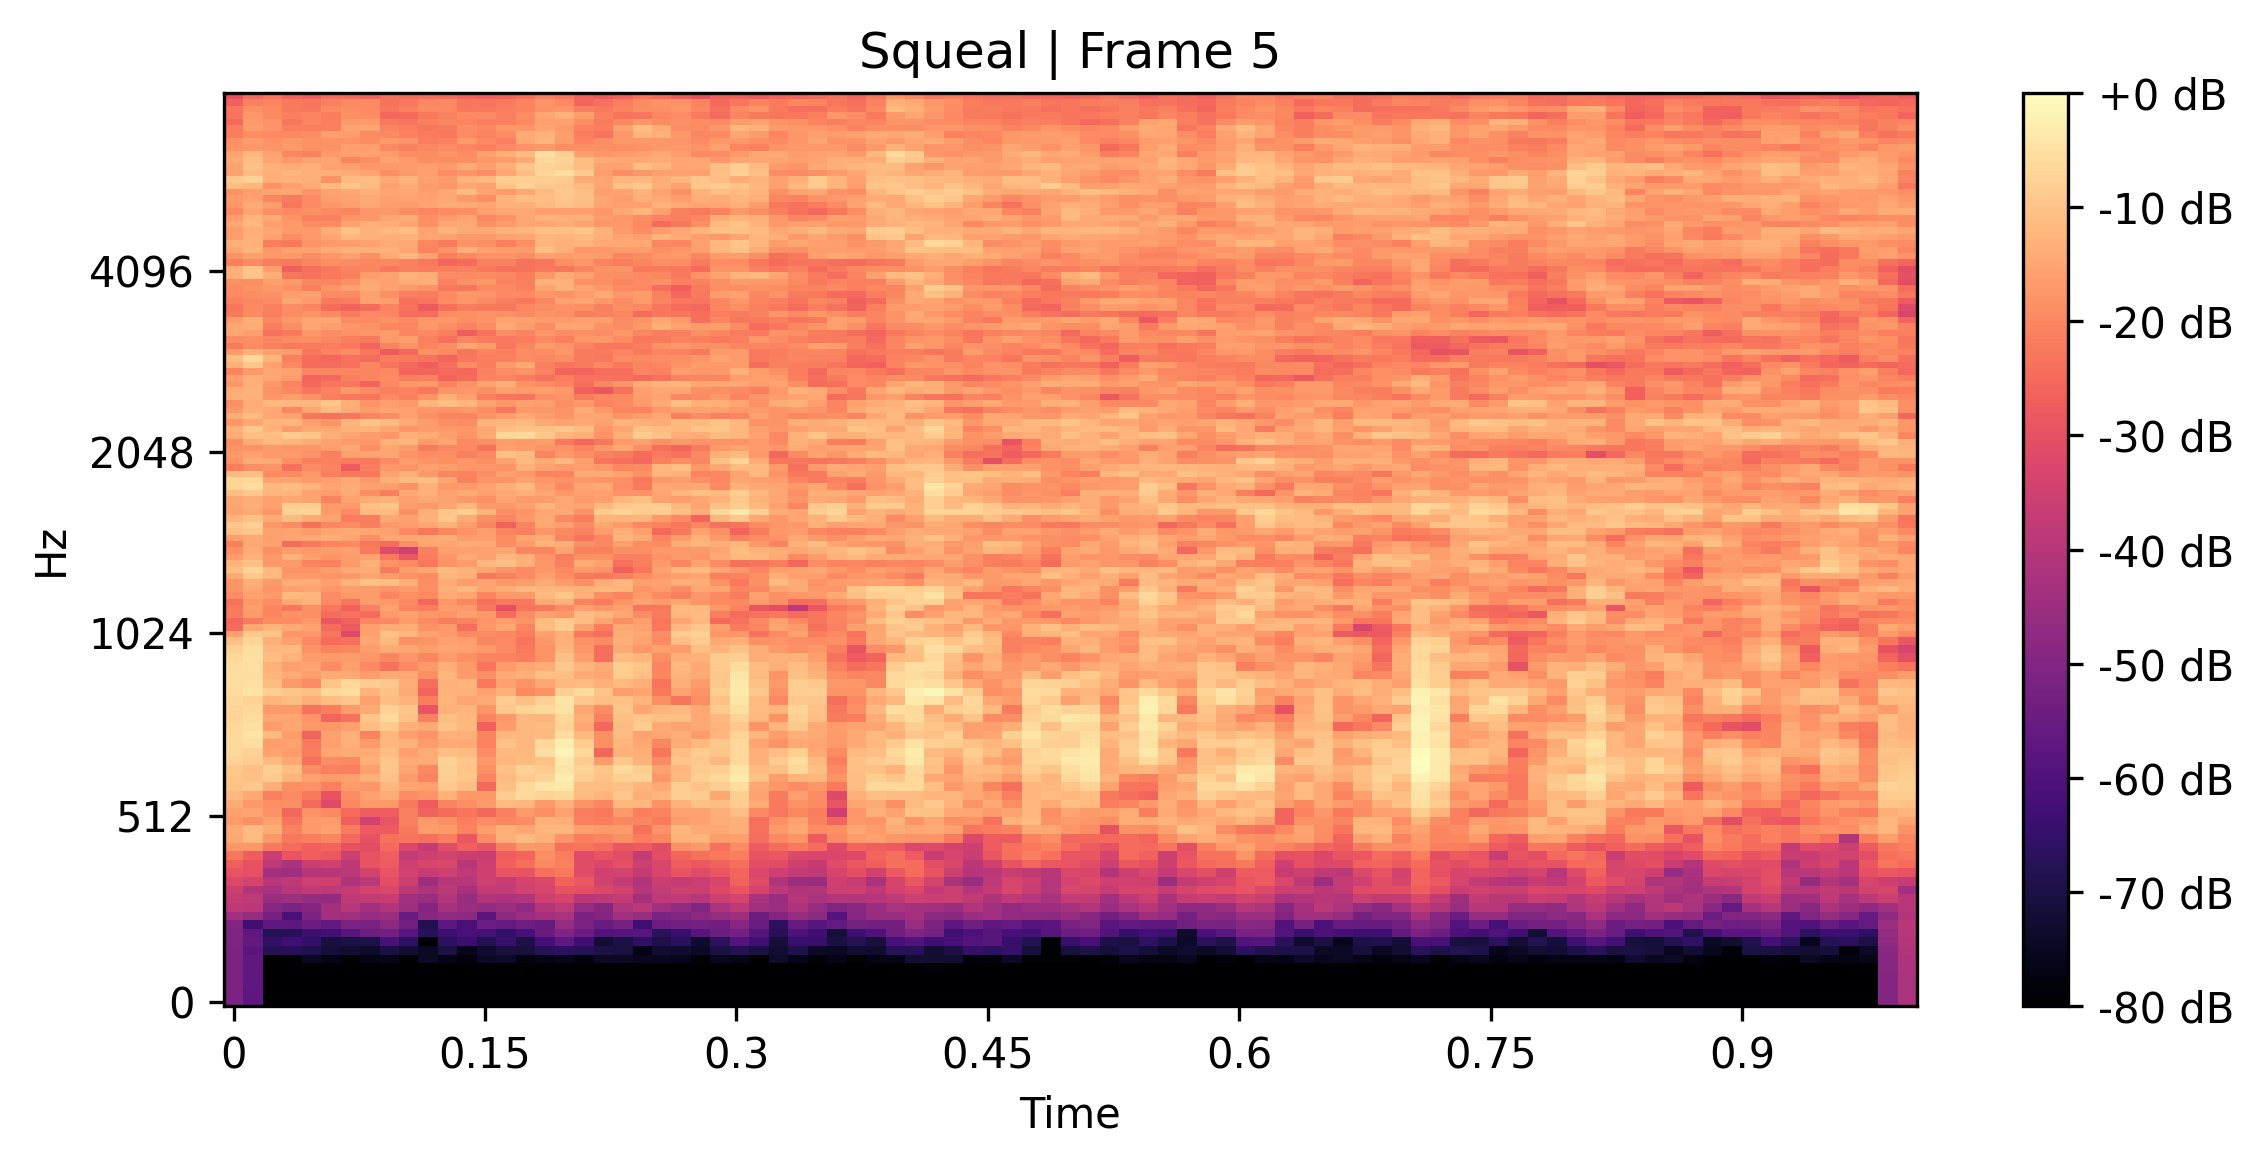 Squeal | Frame 5
Hz
4096
2048
1024
512
0
0 0.15 0.3 0.45 0.6 0.75 0.9
Time
+0 dB
-10 dB
-20 dB
-30 dB
-40 dB
-50 dB
-60 dB
-70 dB
-80 dB